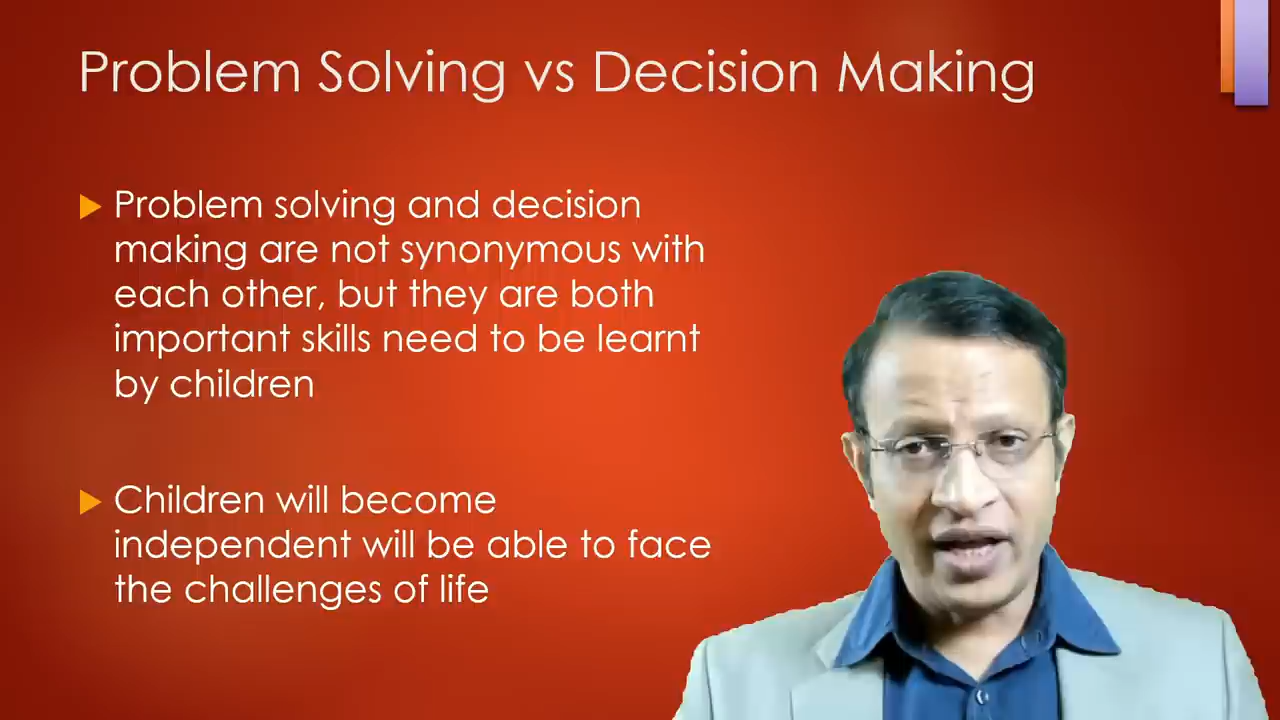 Problem Solving vs Decision Making
Problem solving and decision
making are not synonymous with
each other, but they are both
important skills need to be learnt
by children
Children will become
independent will be able to face
the challenges of life